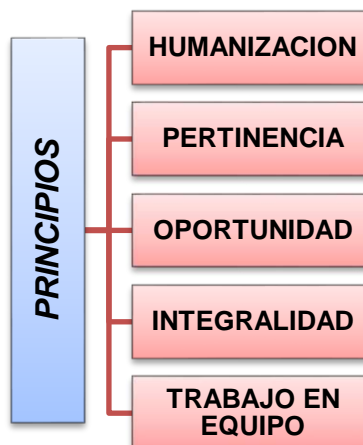 PRINCIPIOS
HUMANIZACION
PERTINENCIA
OPORTUNIDAD
INTEGRALIDAD
TRABAJO EN
EQUIPO